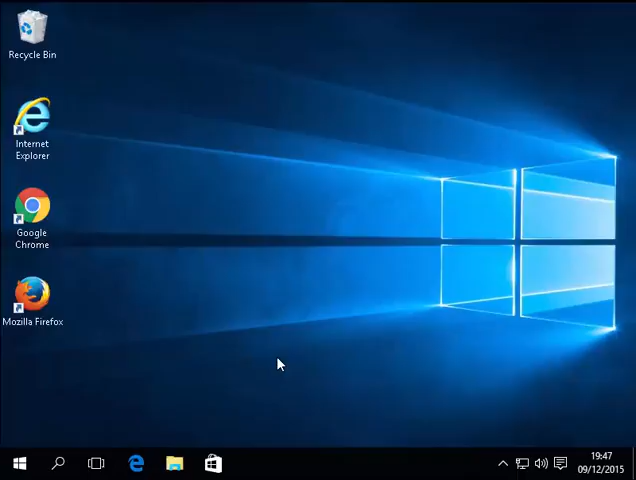 Recycle Bin
Internet
Explorer
Google
Chrome
Mozilla Firefox
19:47
09/12/2015